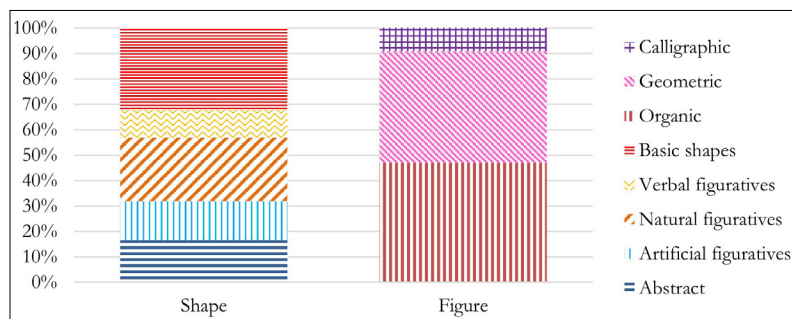 100%
90%
80%
70%
60%
50%
40%
30%
20%
10%
0%
Shape
Figure
Calligraphic
Geometric
Organic
Basic shapes
Verbal figuratives
Natural figuratives
Artificial figuratives
Abstract